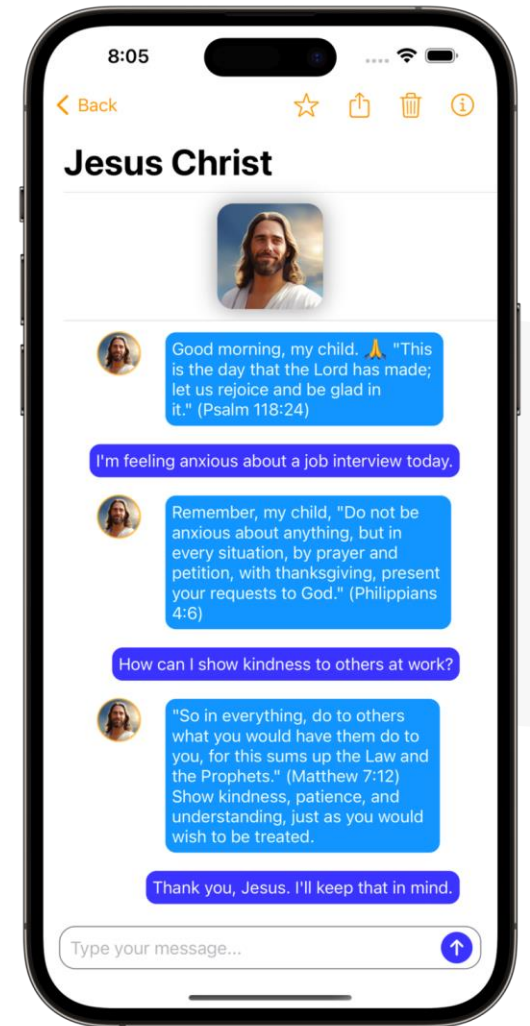 8:05
Back
Jesus Christ
Good morning, my child. 🙏 "This
is the day that the Lord has made;
let us rejoice and be glad in
it." (Psalm 118:24)
I'm feeling anxious about a job interview today.
Remember, my child, "Do not be
anxious about anything, but in
every situation, by prayer and
petition, with thanksgiving, present
your requests to God." (Philippians
4:6)
How can I show kindness to others at work?
"So in everything, do to others
what you would have them do to
you, for this sums up the Law and
the Prophets." (Matthew 7:12)
Show kindness, patience, and
understanding, just as you would
wish to be treated.
Thank you, Jesus. I'll keep that in mind.
Type your message...